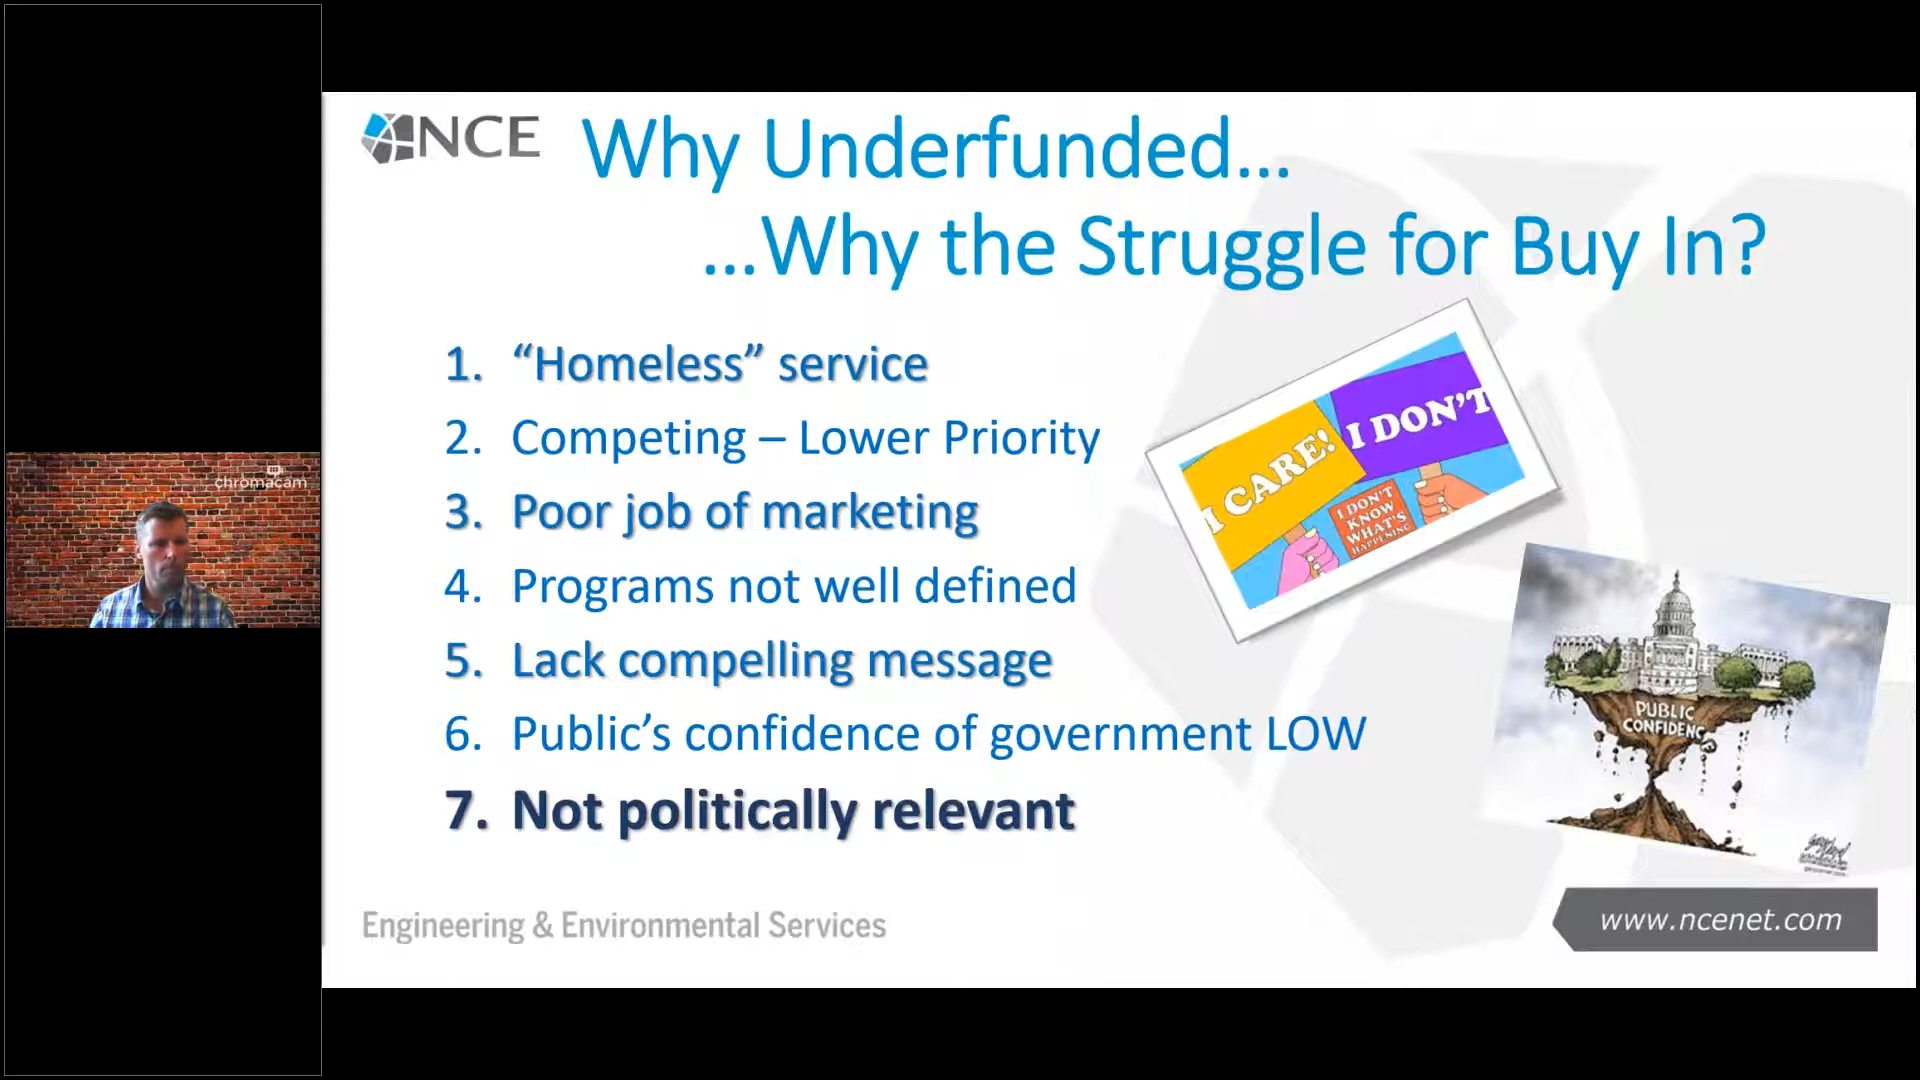 chromacam
NCE
Why Underfunded...
...Why the Struggle for Buy In?
1. “Homeless” service
2. Competing – Lower Priority
3. Poor job of marketing
4. Programs not well defined
5. Lack compelling message
6. Public’s confidence of government LOW
7. Not politically relevant
I CARE!
I DON'T
I DON'T
KNOW
WHAT'S
HAPPENING
PUBLIC
CONFIDENC
Engineering & Environmental Services
www.ncenet.com